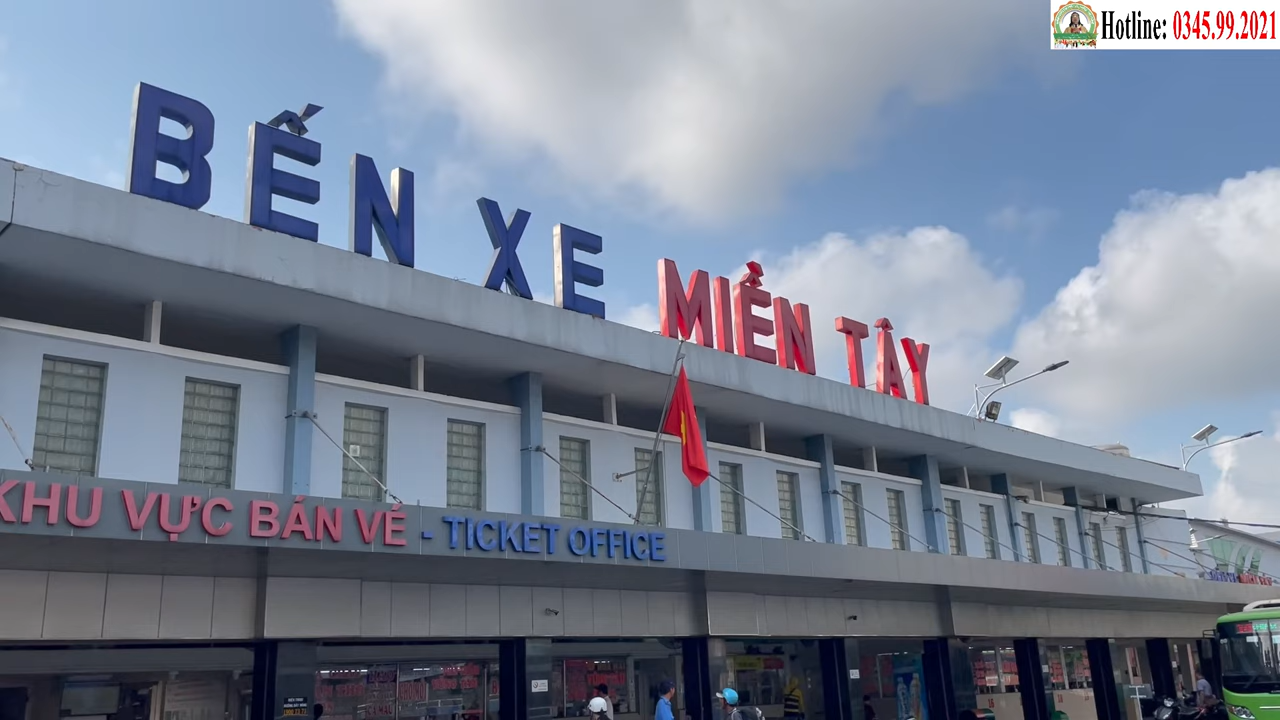 Hotline: 0345.99.2021
BẾN XE MIỀN TÂY
KHU VỰC BÁN VÉ - TICKET OFFICE